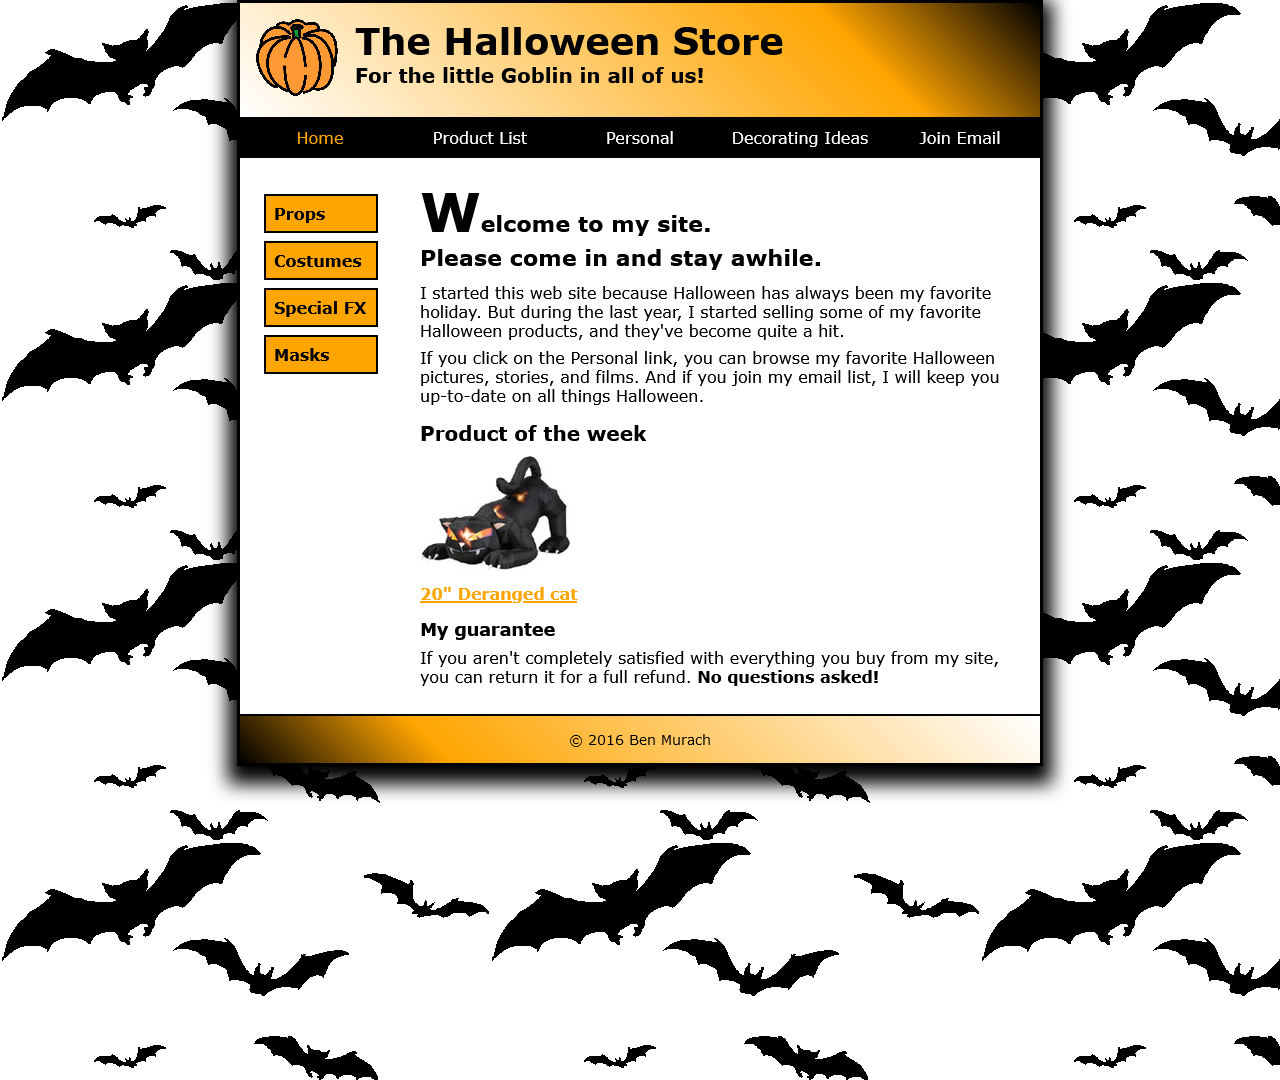 The Halloween Store
For the little Goblin in all of us!
Home Product List Personal Decorating Ideas Join Email
Props
Costumes
Special FX
Masks
Welcome to my site.
Please come in and stay awhile.
I started this web site because Halloween has always been my favorite
holiday. But during the last year, I started selling some of my favorite
Halloween products, and they've become quite a hit.
If you click on the Personal link, you can browse my favorite Halloween
pictures, stories, and films. And if you join my email list, I will keep you
up-to-date on all things Halloween.
Product of the week
20" Deranged cat
My guarantee
If you aren't completely satisfied with everything you buy from my site,
you can return it for a full refund. No questions asked!
© 2016 Ben Murach